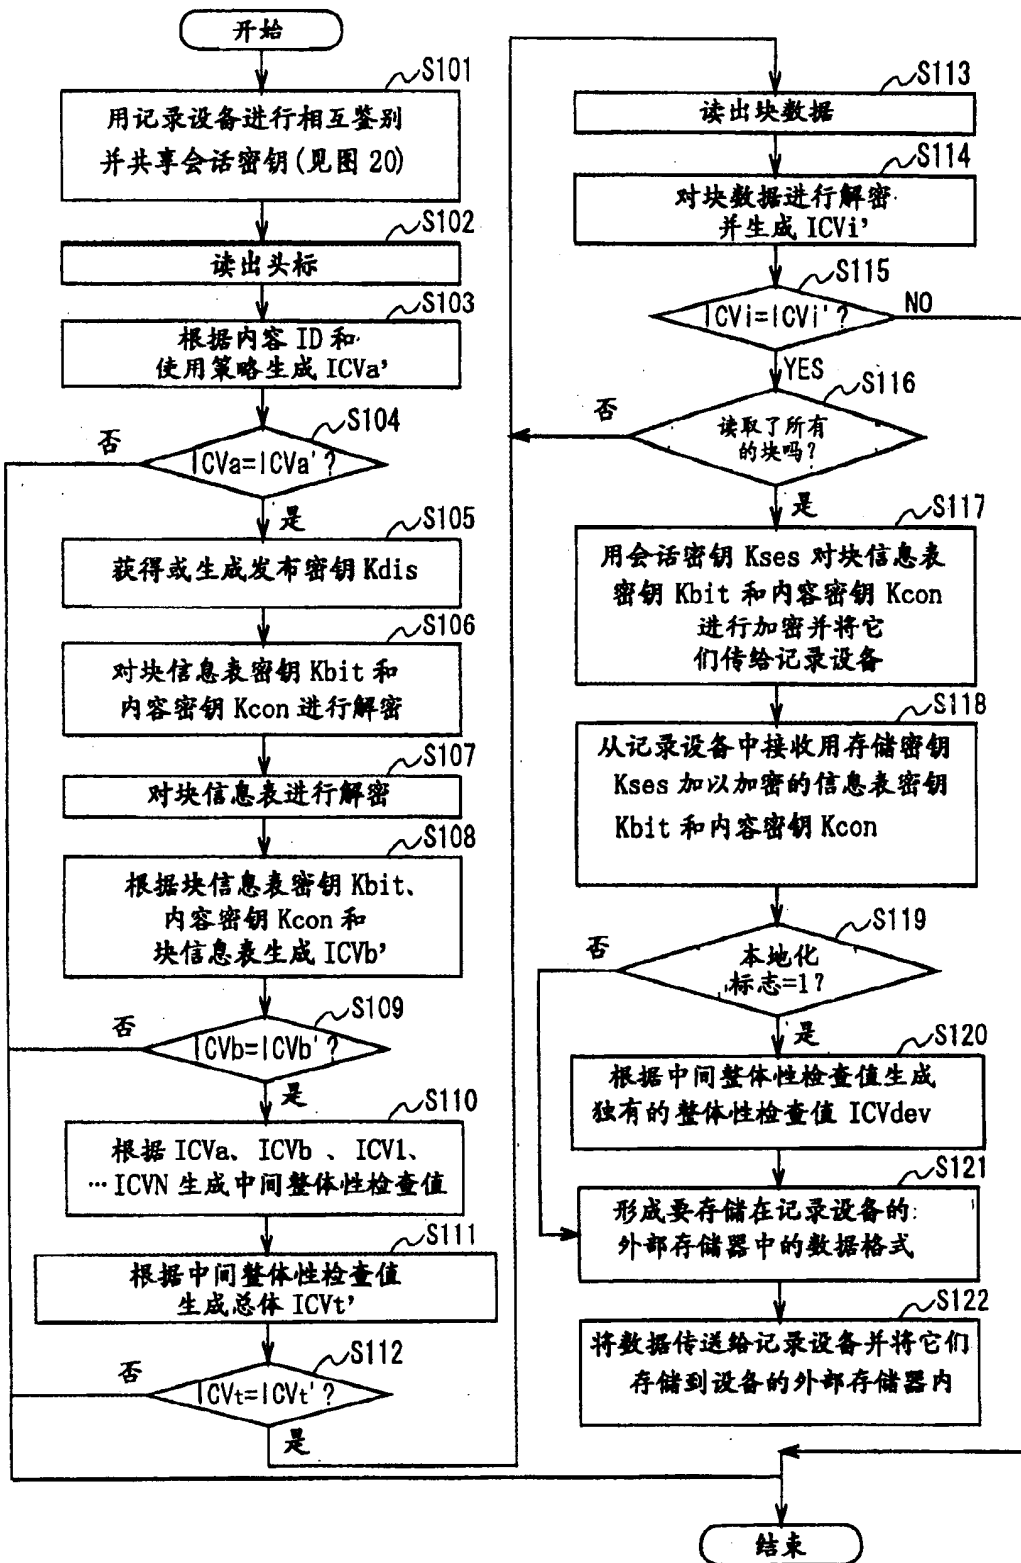 开始
S101
用记录设备进行相互鉴别
并共享会话密钥(见图 20)
S102
读出头标
S103
根据内容 ID 和
使用策略生成 ICVa'
S104
否
ICVa=ICVa'?
是
S105
获得或生成发布密钥 Kdis
S106
对块信息表密钥 Kbit 和
内容密钥 Kcon 进行解密
S107
对块信息表进行解密
S108
根据块信息表密钥 Kbit、
内容密钥 Kcon 和
块信息表生成 ICVb'
S109
否
ICVb=ICVb'?
是
S110
根据 ICVa、ICVb 、ICV1、
…ICVN 生成中间整体性检查值
S111
根据中间整体性检查值
生成总体 ICVt'
S112
否
ICVt=ICVt'?
是
S113
读出块数据
S114
对块数据进行解密
并生成 ICVi'
S115
ICVi=ICVi'?
NO
YES
S116
否
读取了所有
的块吗?
是
S117
用会话密钥 Kses 对块信息表
密钥 Kbit 和内容密钥 Kcon
进行加密并将它
们传给记录设备
S118
从记录设备中接收用存储密钥
Kses 加以加密的信息表密钥
Kbit 和内容密钥 Kcon
S119
否
本地化
标志=1?
是
S120
根据中间整体性检查值生成
独有的整体性检查值 ICVdev
S121
形成要存储在记录设备的:
外部存储器中的数据格式
S122
将数据传送给记录设备并将它们
存储到设备的外部存储器内
结束